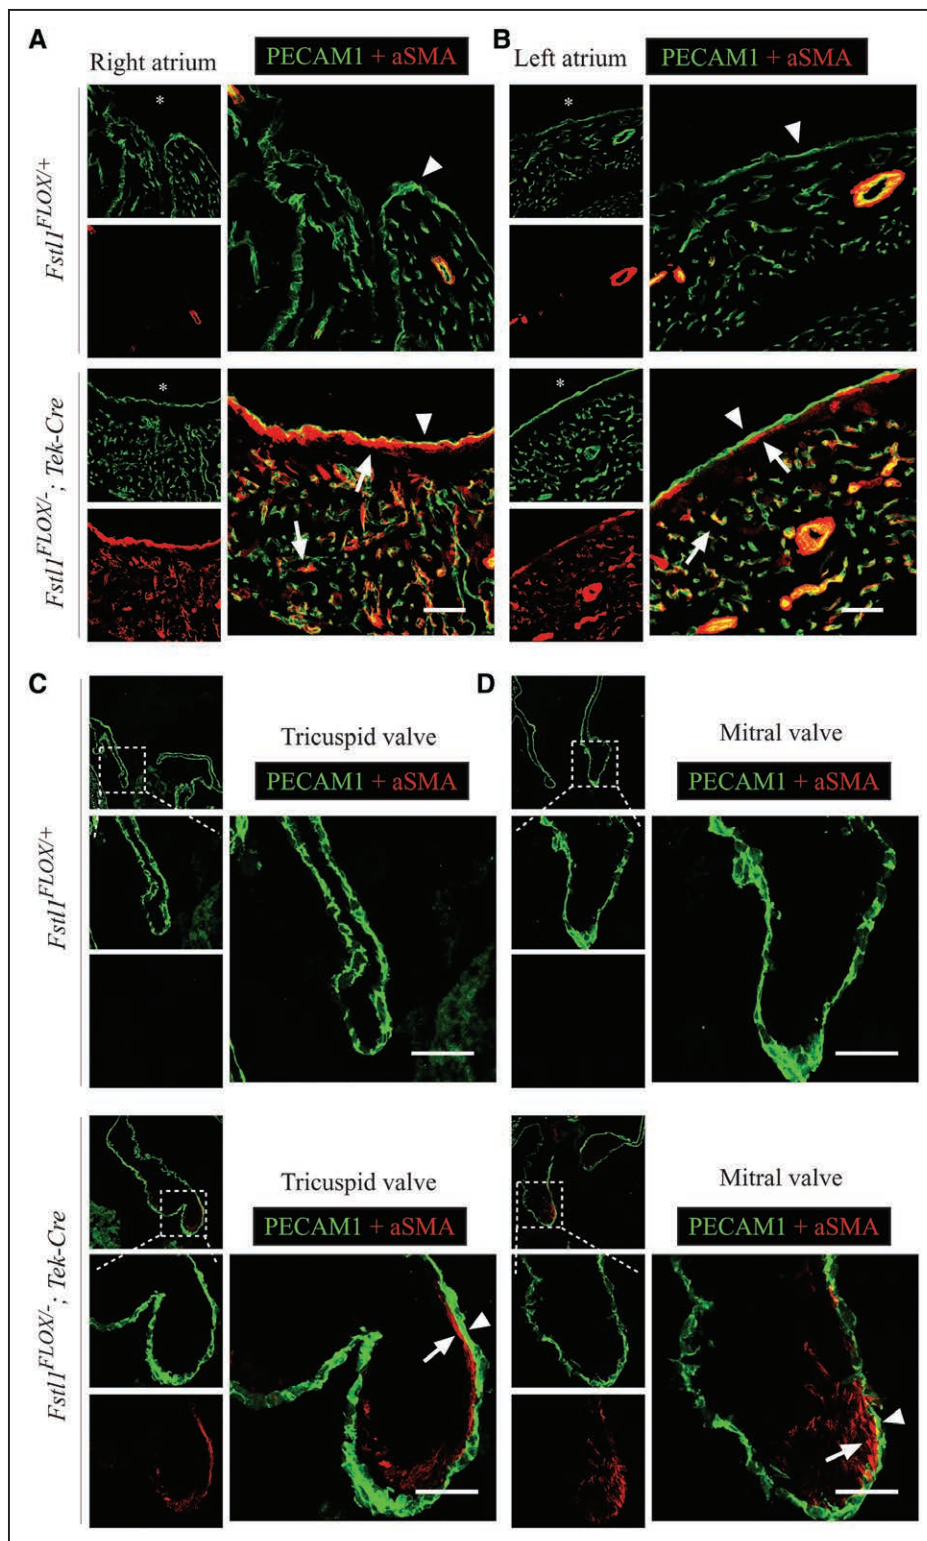 A
Right atrium
PECAM1 + aSMA
B
Left atrium
PECAM1 + aSMA
Fstl1FLOX/+
*
*
Fstl1FLOX/-; Tek-Cre
*
*
C
D
Fstl1FLOX/+
Tricuspid valve
PECAM1 + aSMA
Mitral valve
PECAM1 + aSMA
Fstl1FLOX/-; Tek-Cre
Tricuspid valve
PECAM1 + aSMA
Mitral valve
PECAM1 + aSMA